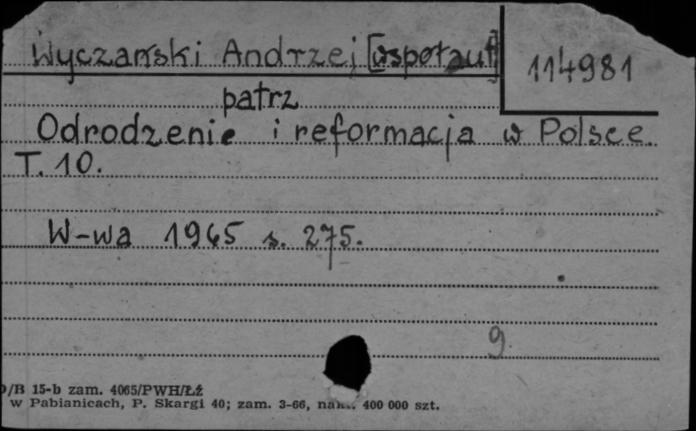 Wyczański Andrzej [współaut]
114981
patrz
Odrodzenie i reformacja w Polsce.
T. 10.
W-wa 1965 s. 275.
9
D/B 15-b zam. 4065/PWH/Łź
w Pabianicach, P. Skargi 40; zam. 3-66, nakł. 400 000 szt.